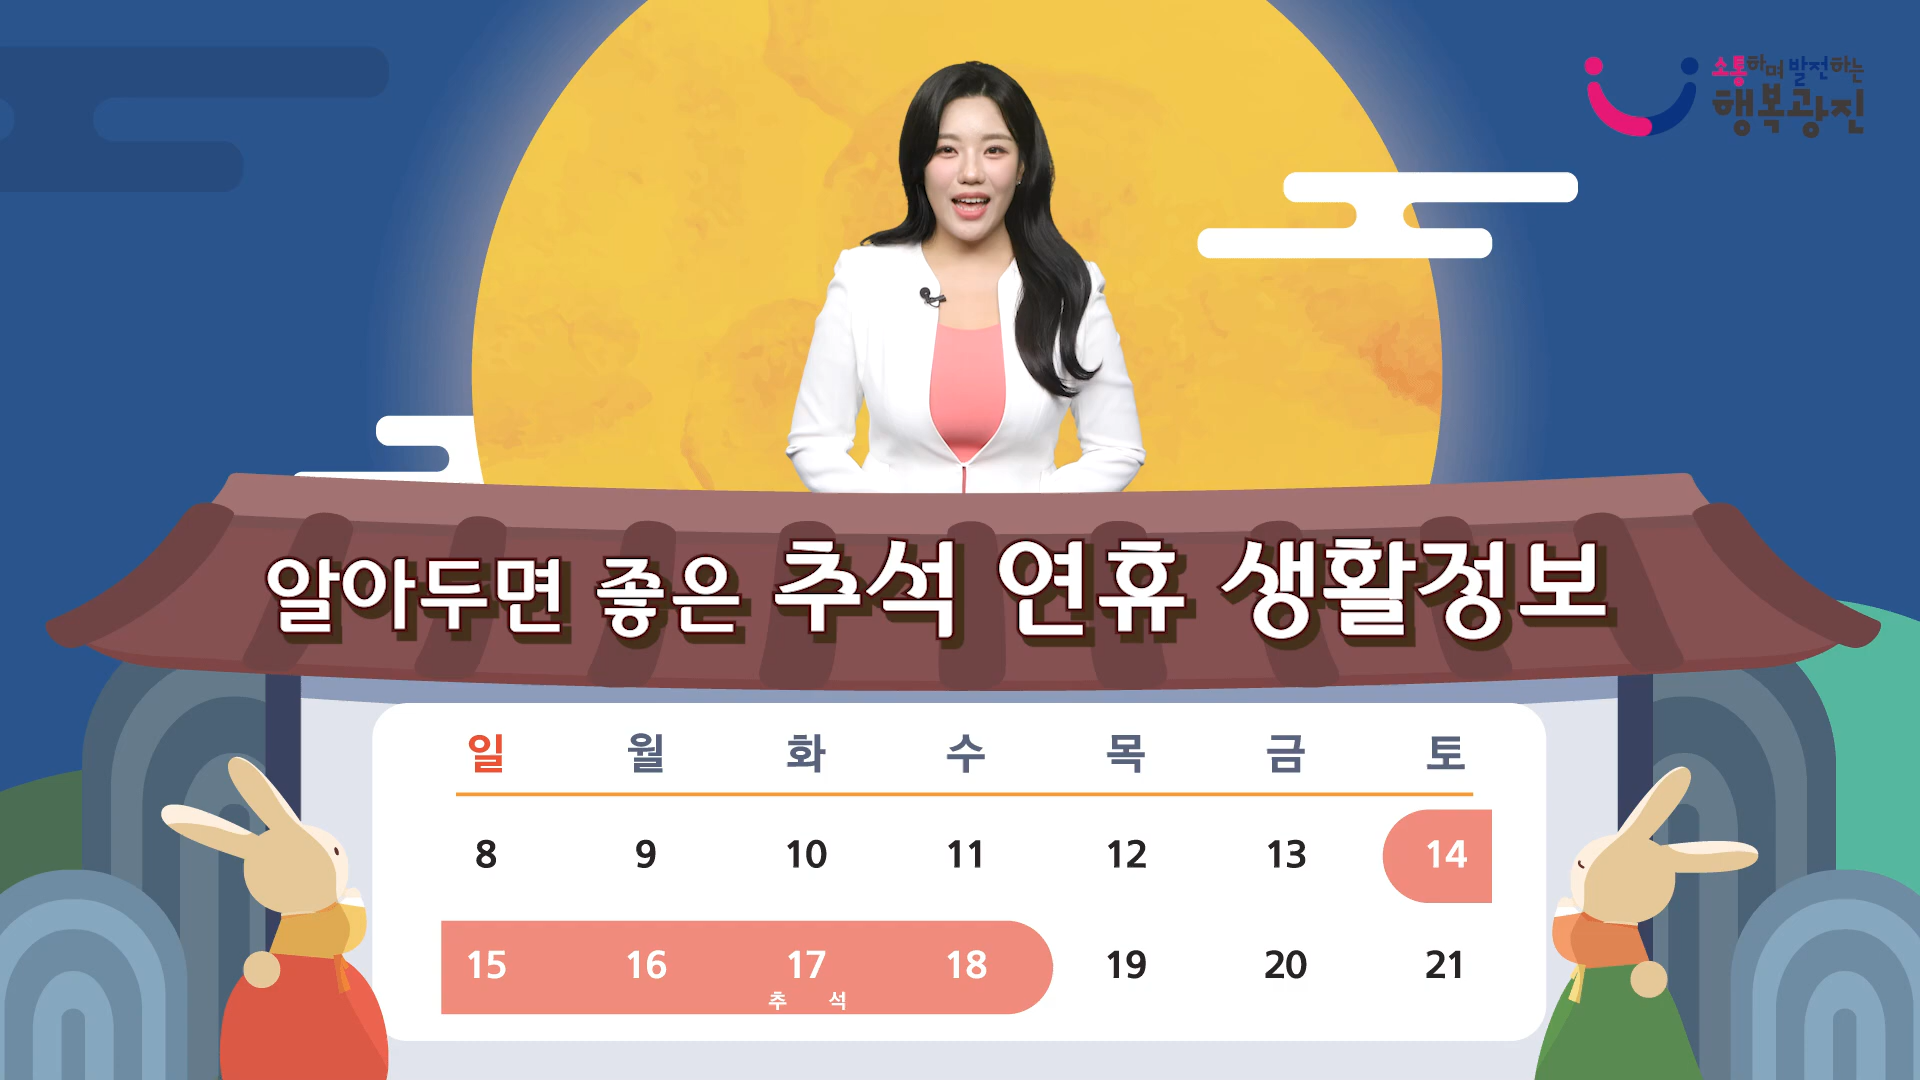 소통하며 발전하는
행복광진
알아두면 좋은 추석 연휴 생활정보
일 월 화 수 목 금 토
8 9 10 11 12 13 14
15 16 17 18 19 20 21
추 석